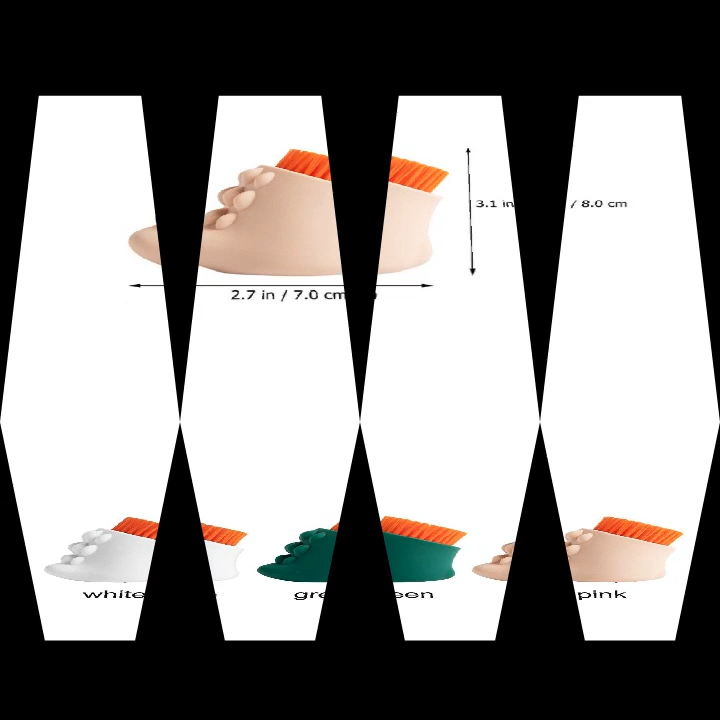 3.1 in / 8.0 cm
2.7 in / 7.0 cm
white
green
pink